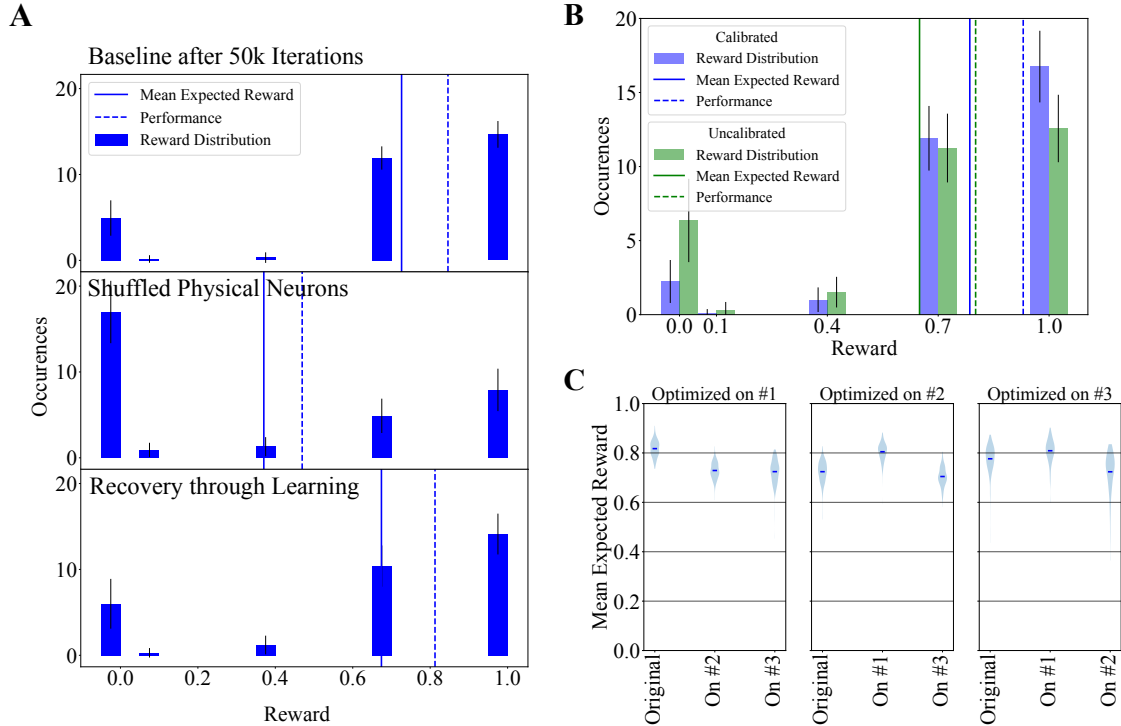 A
Baseline after 50k Iterations
20
10
0
Mean Expected Reward
Performance
Reward Distribution
Shuffled Physical Neurons
20
10
0
Occurences
Recovery through Learning
20
10
0
0.0 0.2 0.4 0.6 0.8 1.0
Reward
B
20
15
10
5
0
Occurences
Calibrated
Reward Distribution
Mean Expected Reward
Performance
Uncalibrated
Reward Distribution
Mean Expected Reward
Performance
0.0 0.1 0.4 0.7 1.0
Reward
C
Optimized on #1 Optimized on #2 Optimized on #3
1.0
0.8
0.6
0.4
0.2
0.0
Mean Expected Reward
Original On #2 On #3 Original On #1 On #3 Original On #1 On #2